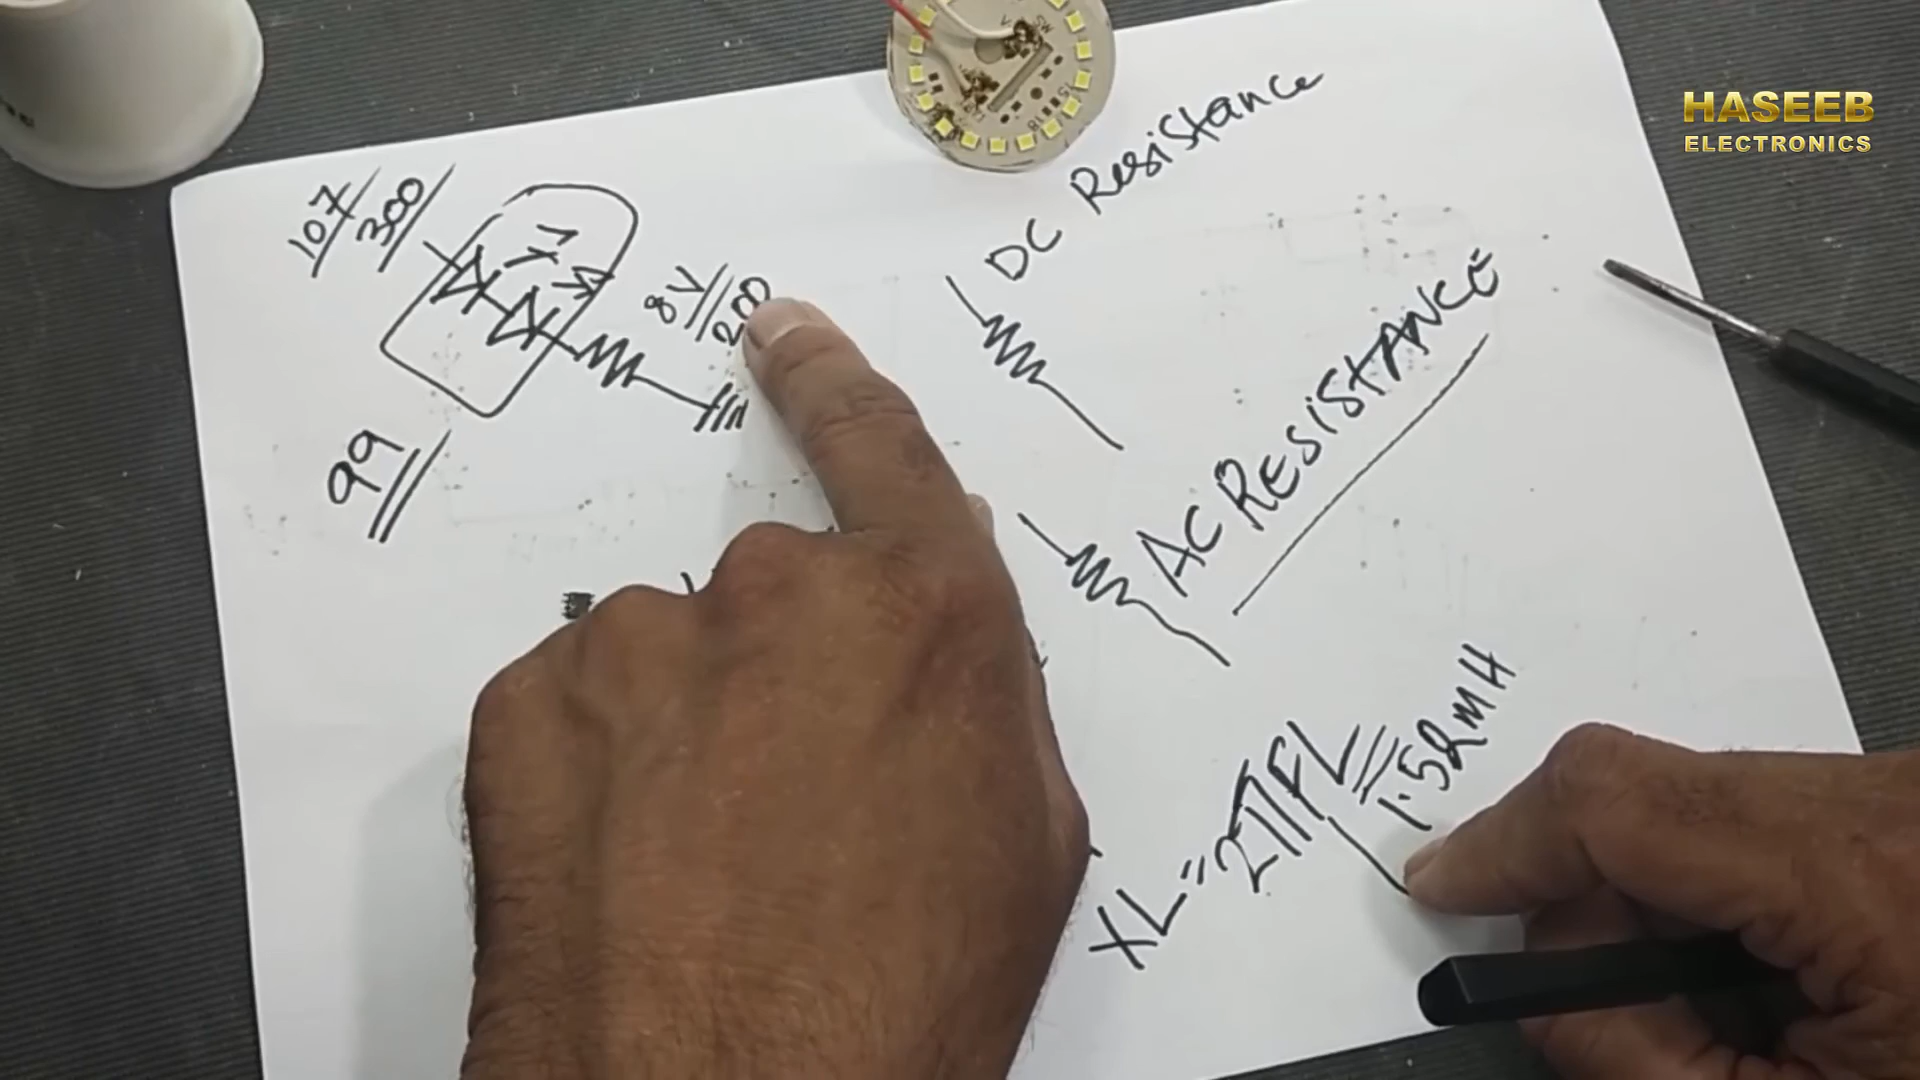 HASEEB
ELECTRONICS
DC Resistance
107
300
8V
200
99
AC RESISTANCE
XL=2πFL
1.52mH